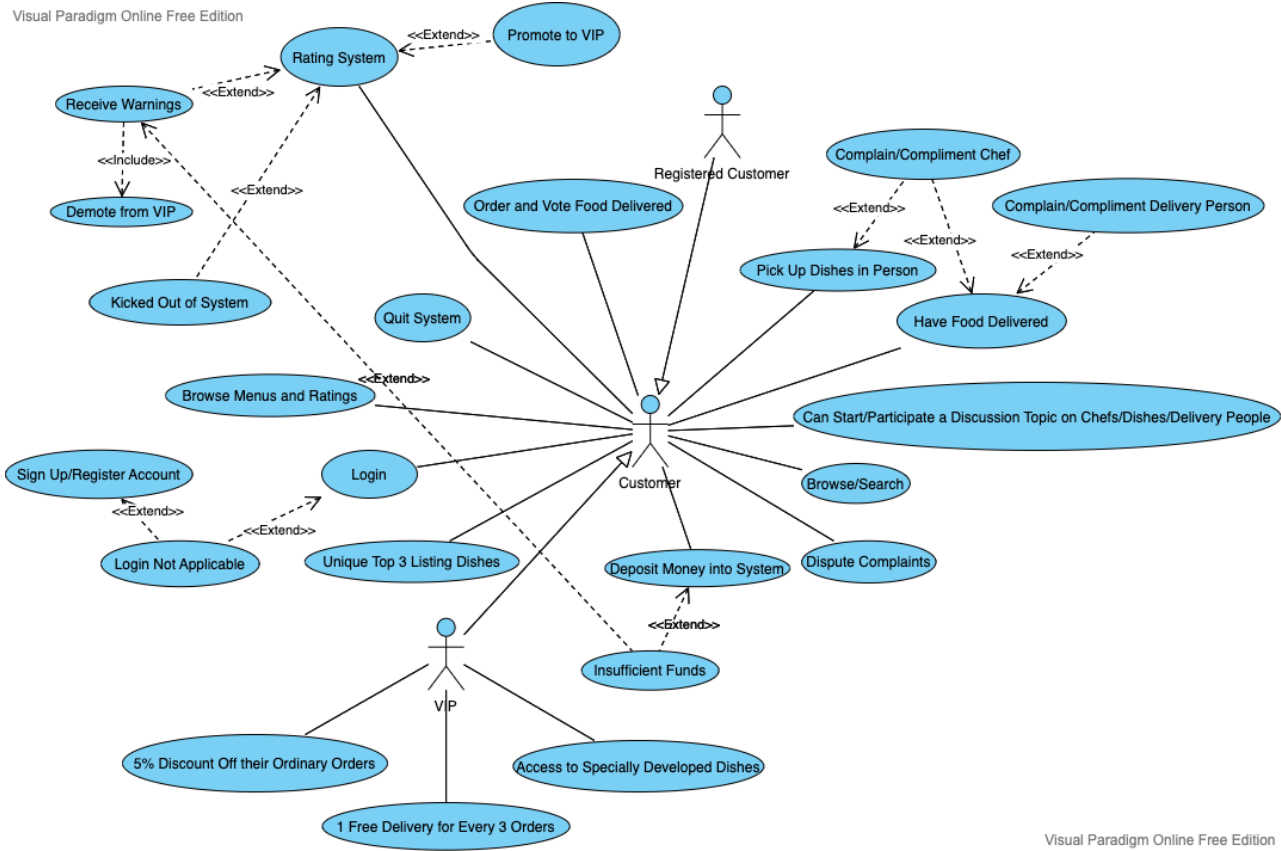 Visual Paradigm Online Free Edition
Promote to VIP
<<Extend>>
Rating System
<<Extend>>
Receive Warnings
<<Include>>
Complain/Compliment Chef
Registered Customer
<<Extend>>
Order and Vote Food Delivered
Complain/Compliment Delivery Person
<<Extend>>
Demote from VIP
<<Extend>>
<<Extend>>
Pick Up Dishes in Person
Kicked Out of System
Quit System
Have Food Delivered
<<Extend>>
Browse Menus and Ratings
Can Start/Participate a Discussion Topic on Chefs/Dishes/Delivery People
Sign Up/Register Account
Login
Customer
Browse/Search
<<Extend>>
<<Extend>>
Login Not Applicable
Unique Top 3 Listing Dishes
Deposit Money into System
Dispute Complaints
<<Extend>>
Insufficient Funds
VIP
5% Discount Off their Ordinary Orders
Access to Specially Developed Dishes
1 Free Delivery for Every 3 Orders
Visual Paradigm Online Free Edition